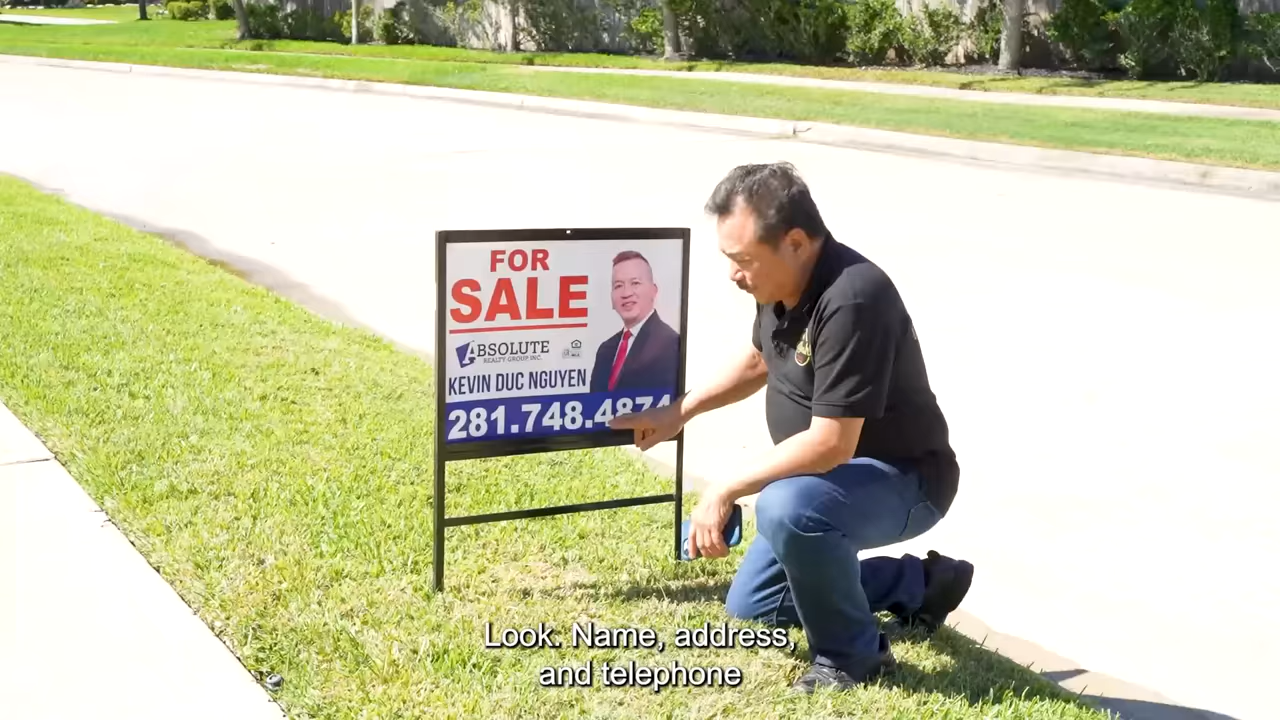 FOR
SALE
ABSOLUTE
REALTY GROUP INC.
KEVIN DUC NGUYEN
281.748.4874
Look. Name, address,
and telephone